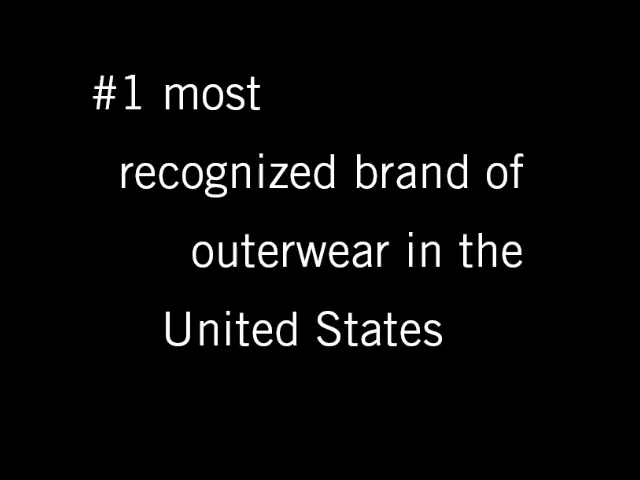 #1 most
recognized brand of
outerwear in the
United States